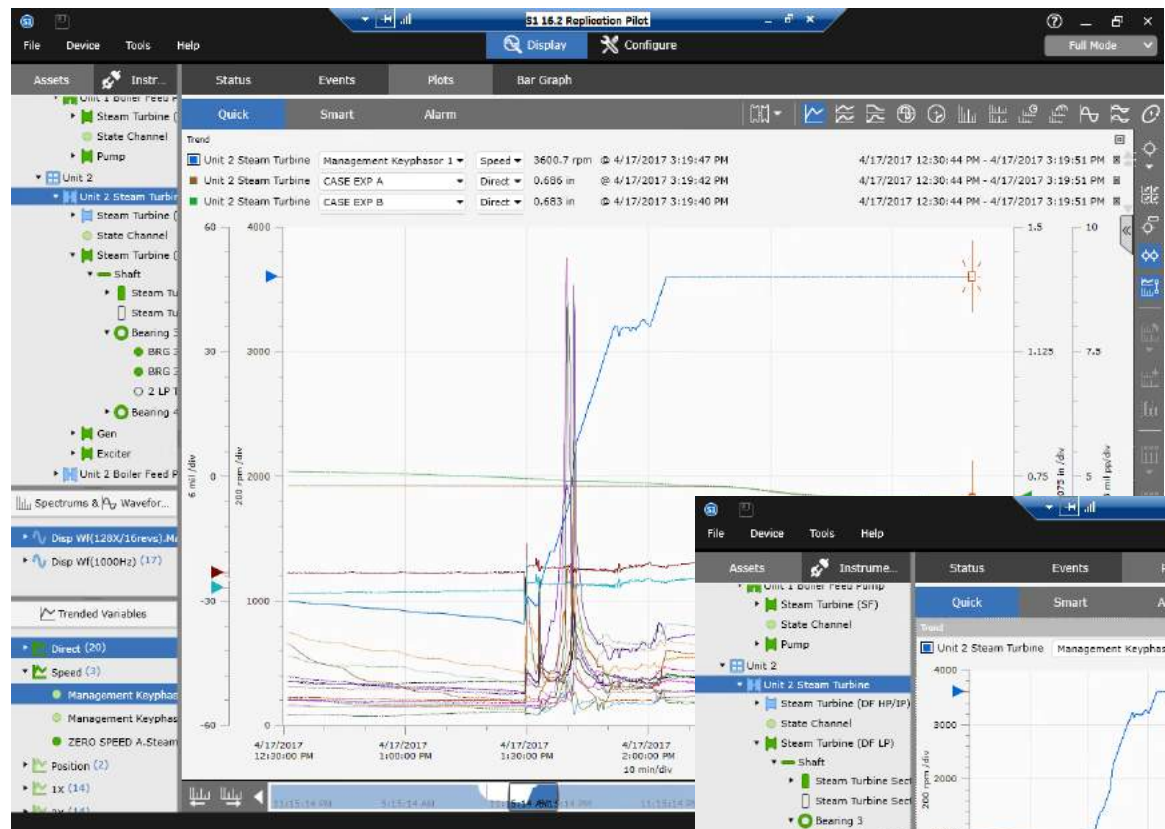 S1 16.2 Replication Pilot
File Device Tools Help
Display Configure
Full Mode
Assets Instr...
Status Events Plots Bar Graph
Quick Smart Alarm
Unit 1 Boiler Feed P
Steam Turbine (
State Channel
Pump
Unit 2
Unit 2 Steam Turbin
Steam Turbine (
State Channel
Steam Turbine (
Shaft
Steam Tu
Steam Tu
Bearing 3
BRG 3
BRG 3
2 LP T
Bearing 4
Gen
Exciter
Unit 2 Boiler Feed P
Spectrums & Wavefor...
Disp Wf(128X/16revs).Ma
Disp Wf(1000Hz) (17)
Trended Variables
Direct (20)
Speed (3)
Management Keyphas
Management Keyphas
ZERO SPEED A.Steam
Position (2)
1X (14)
Trend
Unit 2 Steam Turbine Management Keyphasor 1 Speed 3600.7 rpm @ 4/17/2017 3:19:47 PM 4/17/2017 12:30:44 PM - 4/17/2017 3:19:51 PM
Unit 2 Steam Turbine CASE EXP A Direct 0.686 in @ 4/17/2017 3:19:42 PM 4/17/2017 12:30:44 PM - 4/17/2017 3:19:51 PM
Unit 2 Steam Turbine CASE EXP B Direct 0.683 in @ 4/17/2017 3:19:40 PM 4/17/2017 12:30:44 PM - 4/17/2017 3:19:51 PM
60 4000 1.5 10
30 3000 1.125 7.5
0 2000 0.75 5
-30 1000
-60 0
6 mil /div
200 rpm /div
075 in /div
mil pp/div
4/17/2017 4/17/2017 4/17/2017 4/17/2017
12:30:00 PM 1:00:00 PM 1:30:00 PM 2:00:00 PM
10 min/div
File Device Tools Help
Assets Instrume... Status Events
Quick Smart A
Unit 1 Boiler Feed Pump
Steam Turbine (SF)
State Channel
Pump
Unit 2
Unit 2 Steam Turbine
Steam Turbine (DF HP/IP)
State Channel
Steam Turbine (DF LP)
Shaft
Steam Turbine Sect
Steam Turbine Sect
Bearing 3
Trend
Unit 2 Steam Turbine Management Keyphas
4000
3000
2000
200 rpm /div